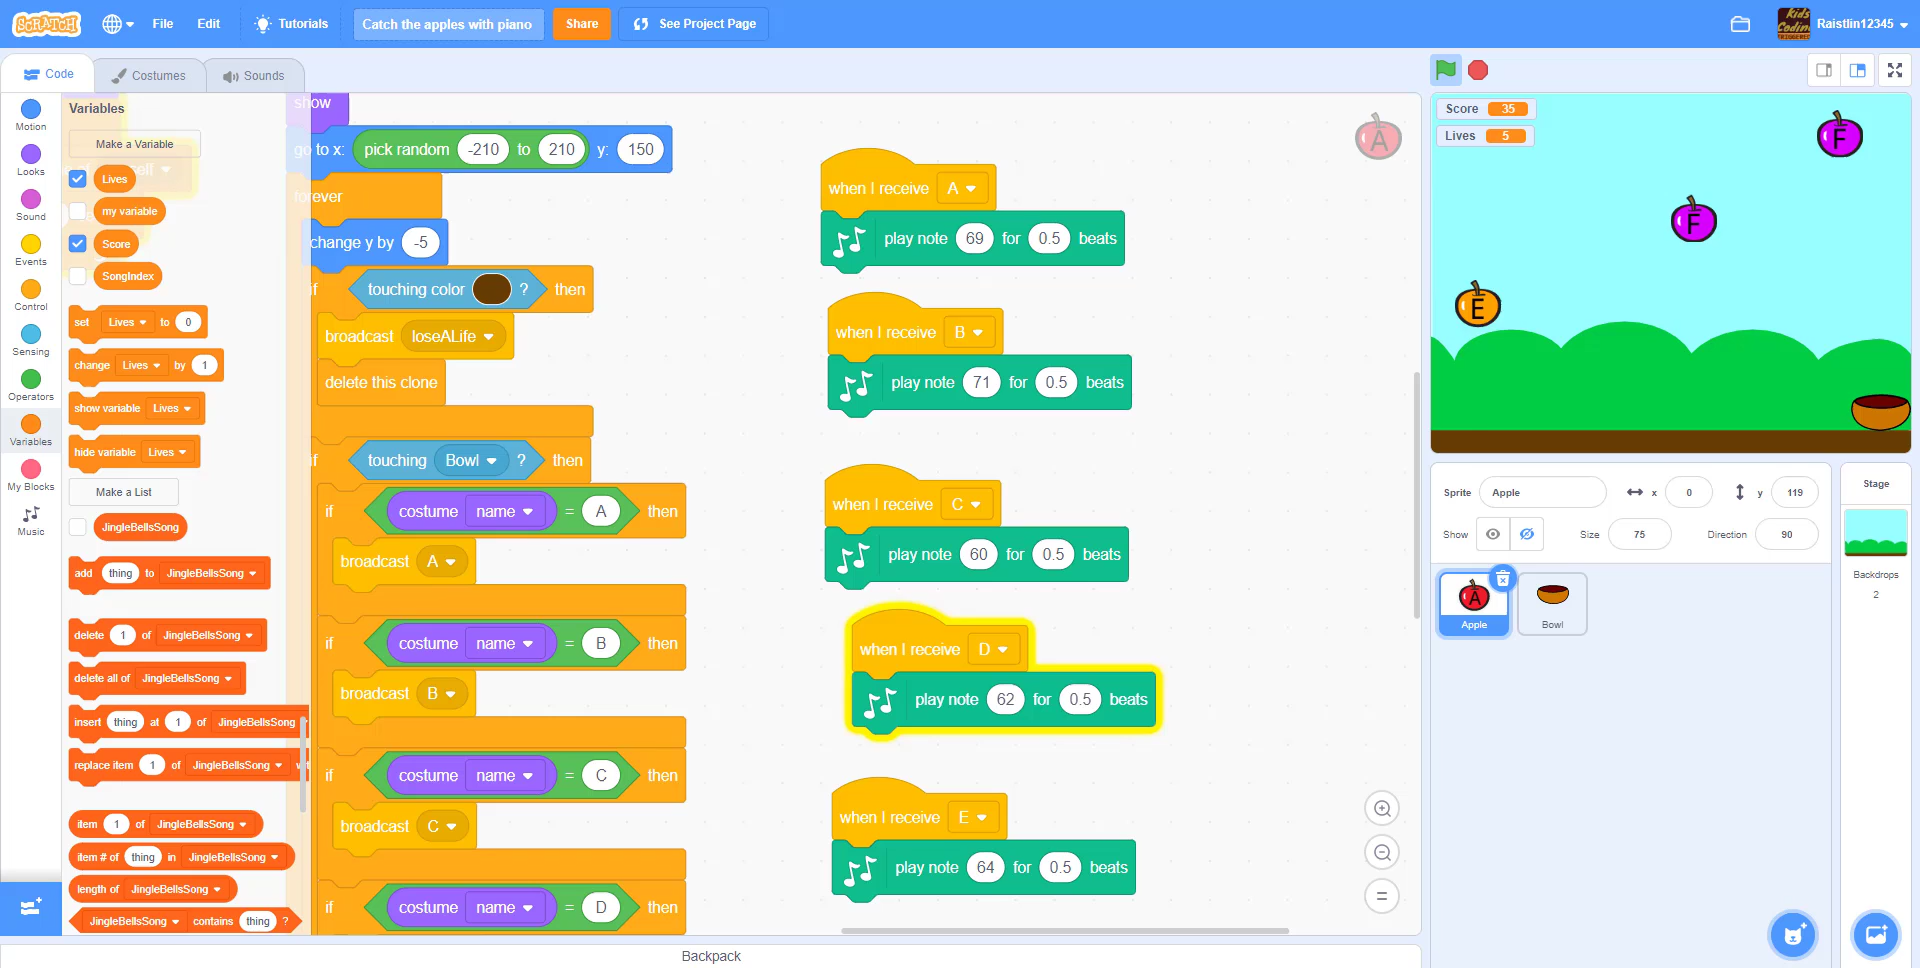 SCRATCH File Edit Tutorials Catch the apples with piano Share See Project Page Raistlin12345
Code Costumes Sounds
Motion
Looks
Sound
Events
Control
Sensing
Operators
Variables
My Blocks
Music
Variables
Make a Variable
Lives
my variable
Score
SongIndex
set Lives to 0
change Lives by 1
show variable Lives
hide variable Lives
Make a List
JingleBellsSong
add thing to JingleBellsSong
delete 1 of JingleBellsSong
delete all of JingleBellsSong
insert thing at 1 of JingleBellsSong
replace item 1 of JingleBellsSong
item 1 of JingleBellsSong
item # of thing in JingleBellsSong
length of JingleBellsSong
JingleBellsSong contains thing ?
show
go to x: pick random -210 to 210 y: 150
forever
change y by -5
if touching color ? then
broadcast loseALife
delete this clone
if touching Bowl ? then
if costume name = A then
broadcast A
if costume name = B then
broadcast B
if costume name = C then
broadcast C
if costume name = D then
when I receive A
play note 69 for 0.5 beats
when I receive B
play note 71 for 0.5 beats
when I receive C
play note 60 for 0.5 beats
when I receive D
play note 62 for 0.5 beats
when I receive E
play note 64 for 0.5 beats
A
Backpack
Score 35
Lives 5
F
F
E
Sprite Apple x 0 y 119
Show Size 75 Direction 90
A
Apple
Bowl
Stage
Backdrops
2